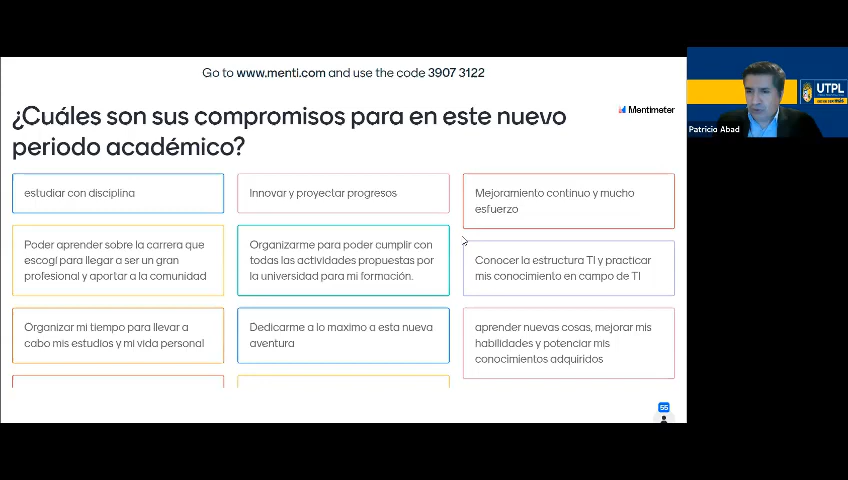 Go to www.menti.com and use the code 3907 3122
¿Cuáles son sus compromisos para en este nuevo
periodo académico?
Mentimeter
estudiar con disciplina
Innovar y proyectar progresos
Mejoramiento continuo y mucho
esfuerzo
Poder aprender sobre la carrera que
escogí para llegar a ser un gran
profesional y aportar a la comunidad
Organizarme para poder cumplir con
todas las actividades propuestas por
la universidad para mi formación.
Conocer la estructura TI y practicar
mis conocimiento en campo de TI
Organizar mi tiempo para llevar a
cabo mis estudios y mi vida personal
Dedicarme a lo maximo a esta nueva
aventura
aprender nuevas cosas, mejorar mis
habilidades y potenciar mis
conocimientos adquiridos
55
UTPL
Patricio Abad